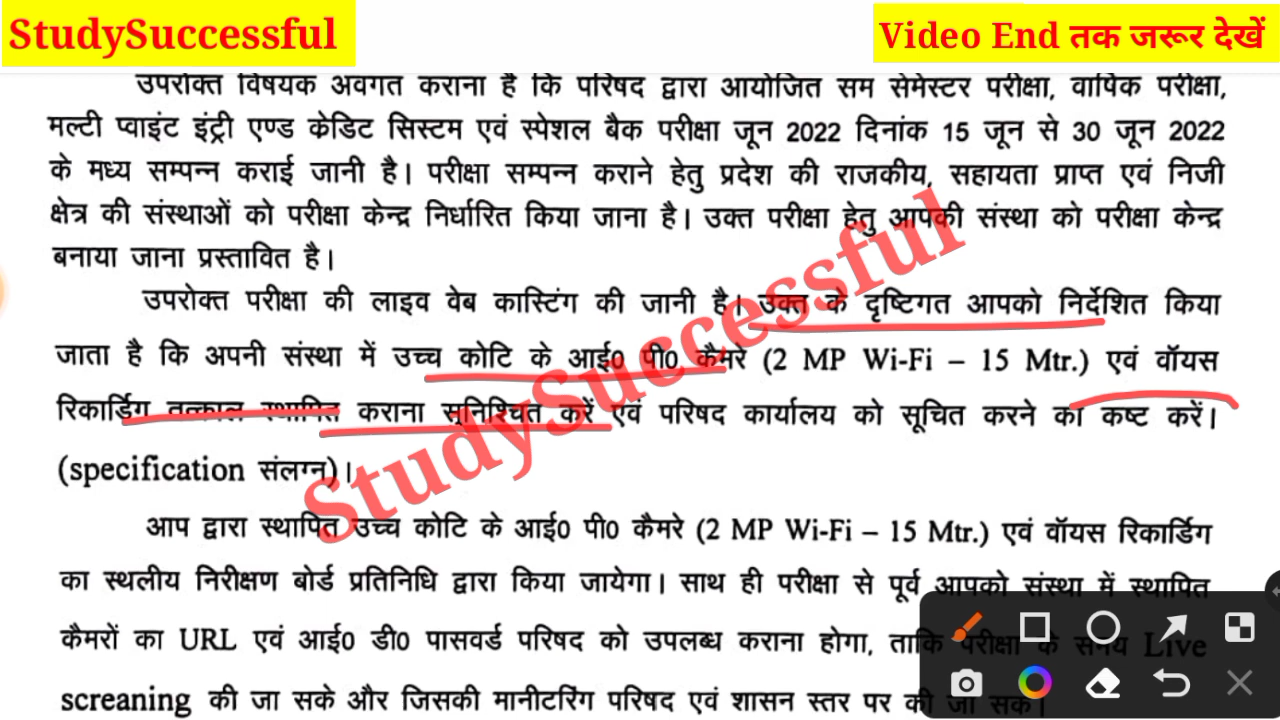 StudySuccessful
Video End तक जरूर देखें
उपरोक्त विषयक अवगत कराना है कि परिषद द्वारा आयोजित सम सेमेस्टर परीक्षा, वार्षिक परीक्षा,
मल्टी प्वाइंट इंट्री एण्ड क्रेडिट सिस्टम एवं स्पेशल बैक परीक्षा जून 2022 दिनांक 15 जून से 30 जून 2022
के मध्य सम्पन्न कराई जानी है। परीक्षा सम्पन्न कराने हेतु प्रदेश की राजकीय, सहायता प्राप्त एवं निजी
क्षेत्र की संस्थाओं को परीक्षा केन्द्र निर्धारित किया जाना है। उक्त परीक्षा हेतु आपकी संस्था को परीक्षा केन्द्र
बनाया जाना प्रस्तावित है।
उपरोक्त परीक्षा की लाइव वेब कास्टिंग की जानी है। उक्त के दृष्टिगत आपको निर्देशित किया
जाता है कि अपनी संस्था में उच्च कोटि के आई0 पी0 कैमरे (2 MP Wi-Fi – 15 Mtr.) एवं वॉयस
रिकार्डिग तत्काल स्थापित कराना सुनिश्चित करें एवं परिषद कार्यालय को सूचित करने का कष्ट करें।
(specification संलग्न)।
StudySuccessful
आप द्वारा स्थापित उच्च कोटि के आई0 पी0 कैमरे (2 MP Wi-Fi – 15 Mtr.) एवं वॉयस रिकार्डिग
का स्थलीय निरीक्षण बोर्ड प्रतिनिधि द्वारा किया जायेगा। साथ ही परीक्षा से पूर्व आपको संस्था में स्थापित
कैमरों का URL एवं आई0 डी0 पासवर्ड परिषद को उपलब्ध कराना होगा, ताकि परीक्षा के समय Live
screaning की जा सके और जिसकी मानीटरिंग परिषद एवं शासन स्तर पर की जा सके।